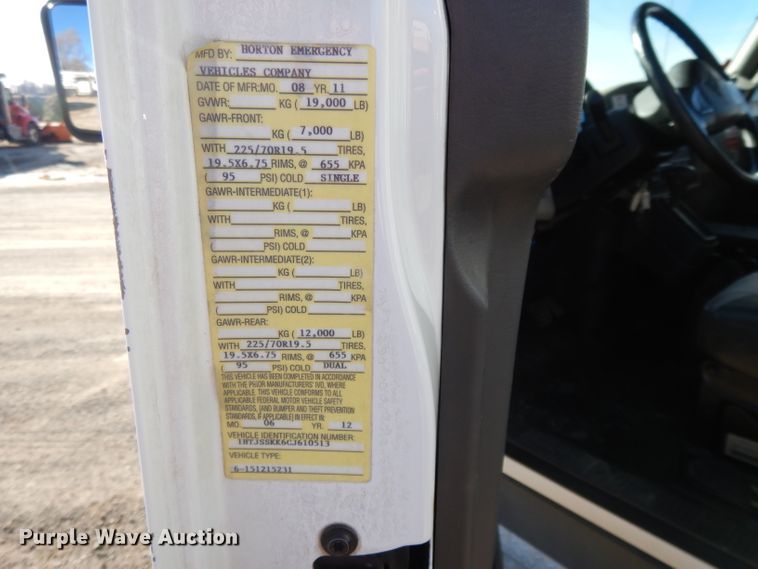 MFD BY: HORTON EMERGENCY
VEHICLES COMPANY
DATE OF MFR: MO. 08 YR 11
GVWR: KG ( 19,000 LB)
GAWR-FRONT:
KG ( 7,000 LB)
WITH 225/70R19.5 TIRES,
19.5X6.75 RIMS, @ 655 KPA
( 95 PSI) COLD SINGLE
GAWR-INTERMEDIATE(1):
KG ( LB)
WITH TIRES,
RIMS, @ KPA
( PSI) COLD
GAWR-INTERMEDIATE(2):
KG ( LB)
WITH TIRES,
RIMS, @ KPA
( PSI) COLD
GAWR-REAR:
KG ( 12,000 LB)
WITH 225/70R19.5 TIRES,
19.5X6.75 RIMS, @ 655 KPA
( 95 PSI) COLD DUAL
THIS VEHICLE HAS BEEN COMPLETED IN ACCORDANCE
WITH THE PRIOR MANUFACTURERS' IVD, WHERE
APPLICABLE. THIS VEHICLE CONFORMS TO ALL
APPLICABLE FEDERAL MOTOR VEHICLE SAFETY
STANDARDS, [AND BUMPER AND THEFT PREVENTION
STANDARDS, IF APPLICABLE] IN EFFECT IN:
MO. 06 YR. 12
VEHICLE IDENTIFICATION NUMBER:
1HTJSSKK6CJ610513
VEHICLE TYPE:
6-151215231
Purple Wave Auction